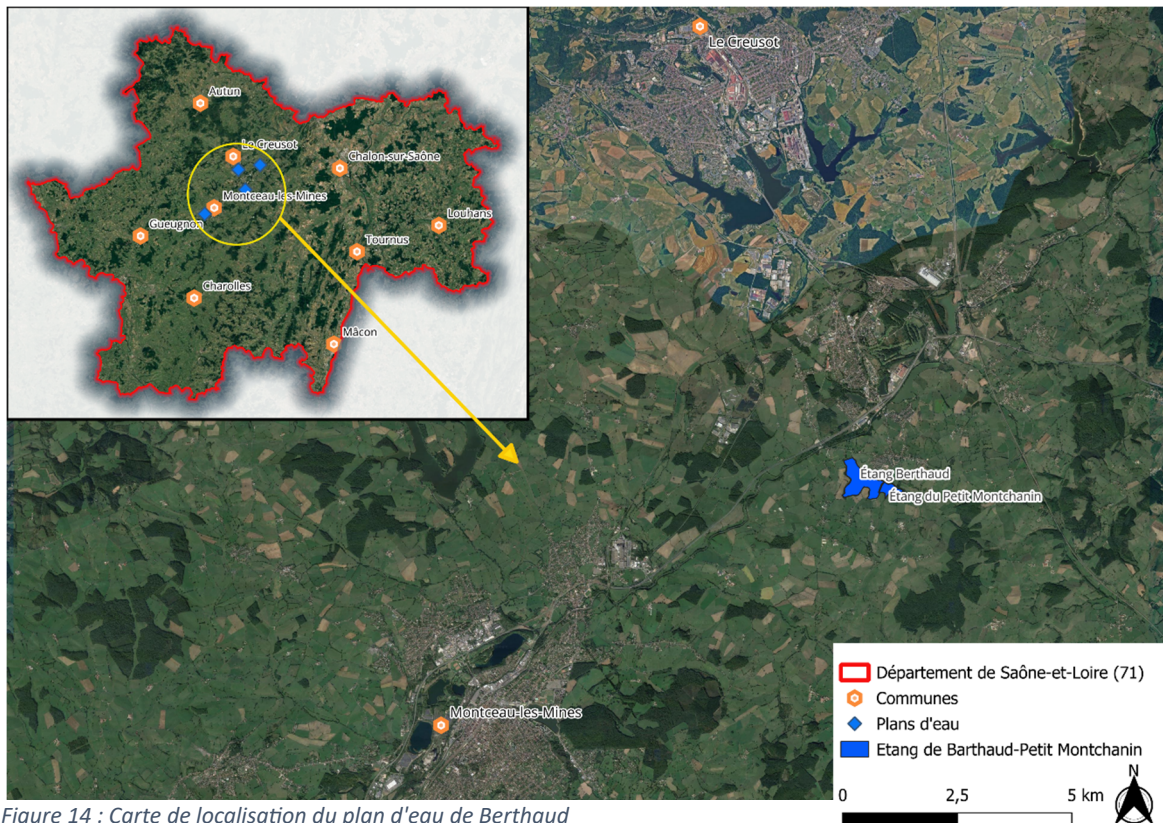 Le Creusot
Autun
Le Creusot
Chalon-sur-Saône
Montceau-les-Mines
Gueugnon
Louhans
Tournus
Charolles
Mâcon
Étang Berthaud
Étang du Petit Montchanin
Montceau-les-Mines
Département de Saône-et-Loire (71)
Communes
Plans d'eau
Etang de Barthaud-Petit Montchanin
N
0 2,5 5 km
Figure 14 : Carte de localisation du plan d'eau de Berthaud